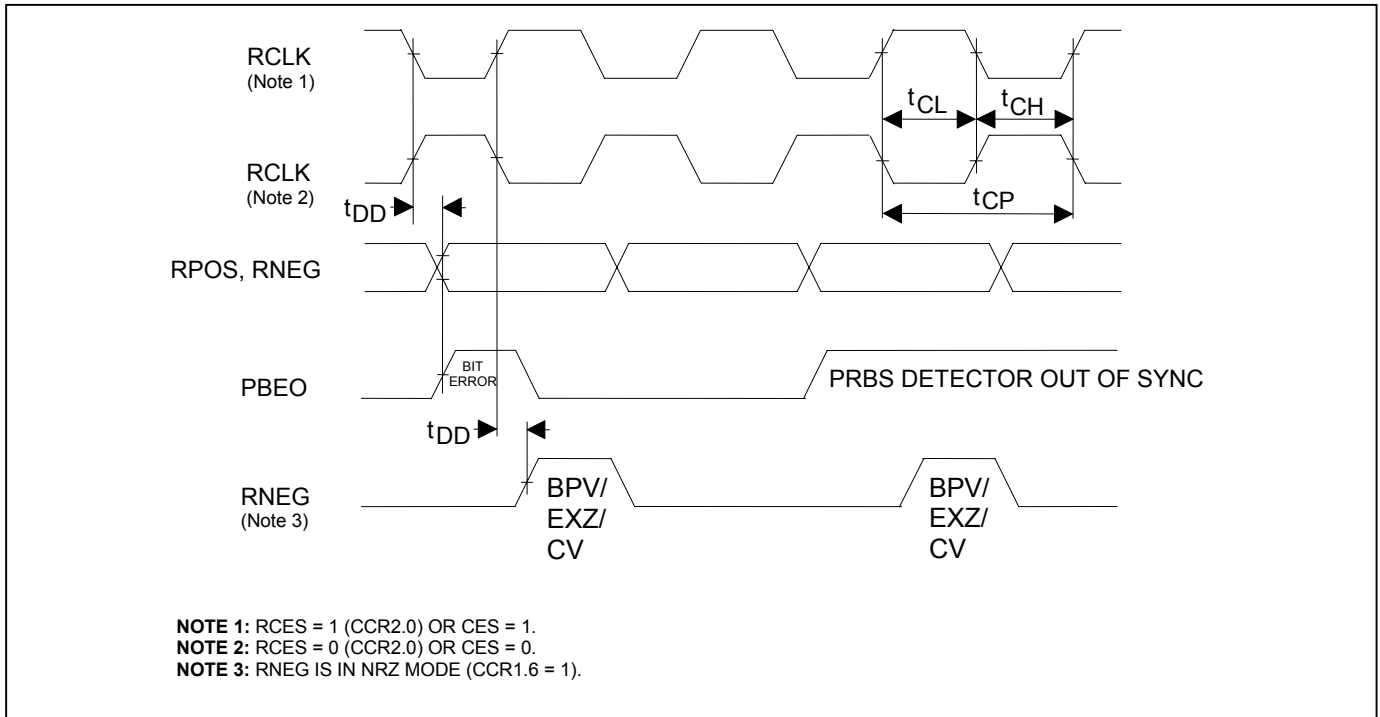 RCLK
(Note 1)
tCL
tCH
RCLK
(Note 2)
tCP
tDD
RPOS, RNEG
PBEO
BIT
ERROR
PRBS DETECTOR OUT OF SYNC
tDD
RNEG
(Note 3)
BPV/
EXZ/
CV
BPV/
EXZ/
CV
NOTE 1: RCES = 1 (CCR2.0) OR CES = 1.
NOTE 2: RCES = 0 (CCR2.0) OR CES = 0.
NOTE 3: RNEG IS IN NRZ MODE (CCR1.6 = 1).